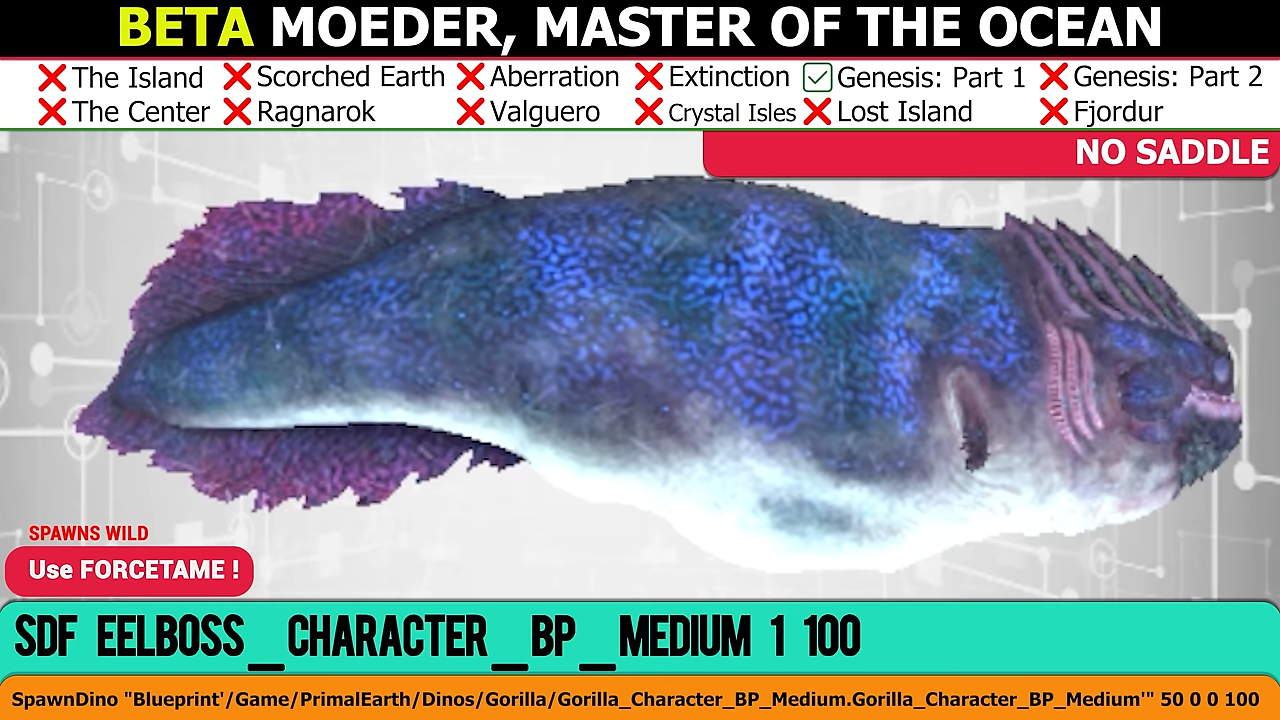 BETA MOEDER, MASTER OF THE OCEAN
The Island Scorched Earth Aberration Extinction Genesis: Part 1 Genesis: Part 2
The Center Ragnarok Valguero Crystal Isles Lost Island Fjordur
NO SADDLE
SPAWNS WILD
Use FORCETAME !
SDF EELBOSS_CHARACTER_BP_MEDIUM 1 100
SpawnDino "Blueprint'/Game/PrimalEarth/Dinos/Gorilla/Gorilla_Character_BP_Medium.Gorilla_Character_BP_Medium'" 50 0 0 100